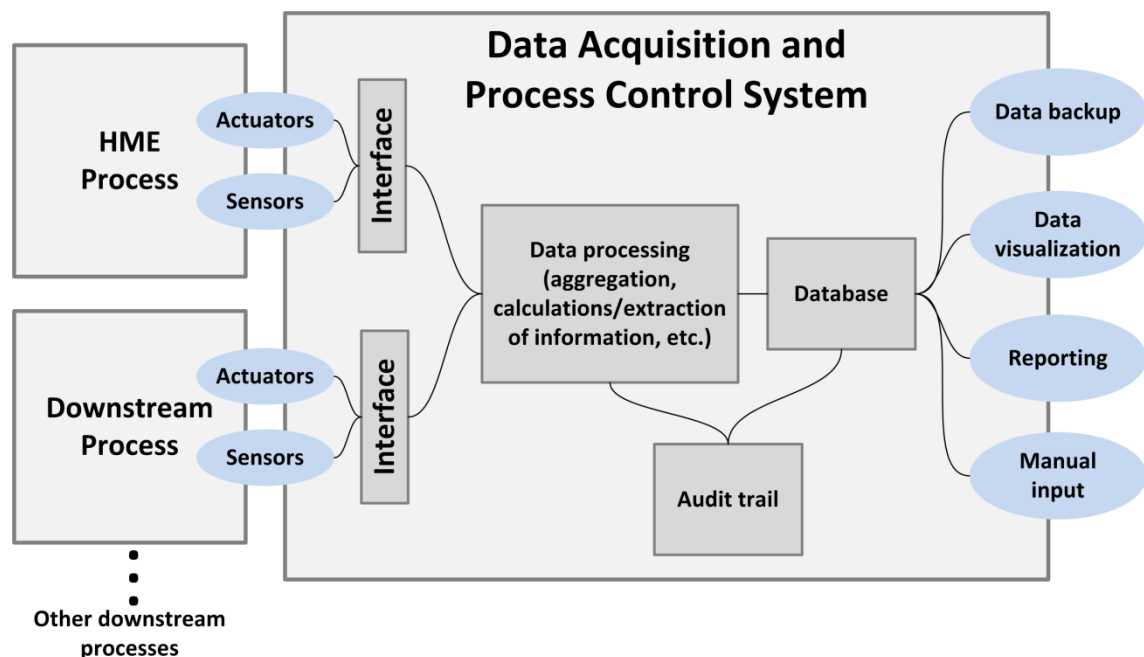 Data Acquisition and
Process Control System
HME
Process
Actuators
Sensors
Interface
Data processing
(aggregation,
calculations/extraction
of information, etc.)
Database
Data backup
Data
visualization
Reporting
Manual
input
Downstream
Process
Actuators
Sensors
Interface
Audit trail
Other downstream
processes